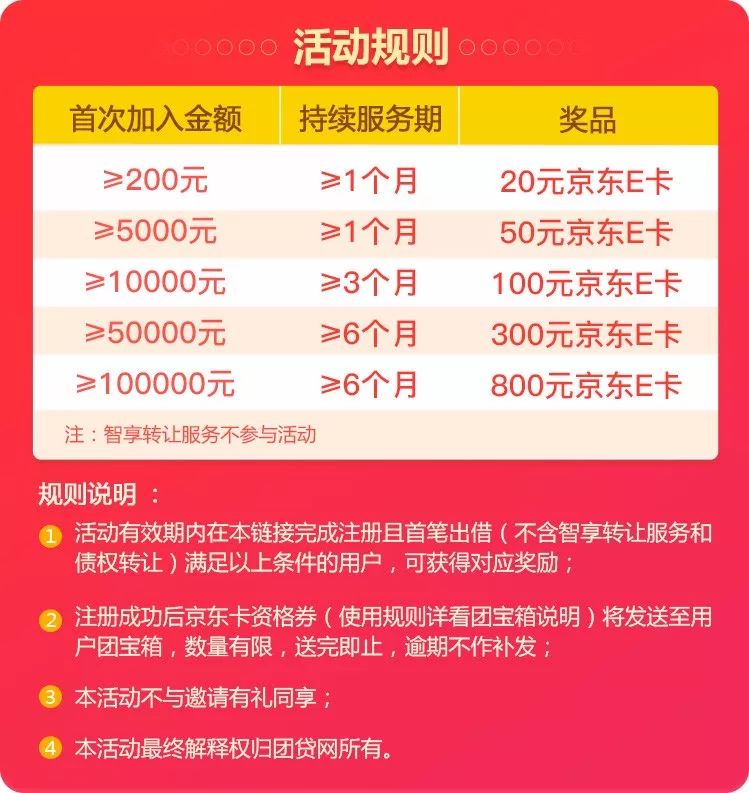 活动规则
首次加入金额 持续服务期 奖品
≥200元 ≥1个月 20元京东E卡
≥5000元 ≥1个月 50元京东E卡
≥10000元 ≥3个月 100元京东E卡
≥50000元 ≥6个月 300元京东E卡
≥100000元 ≥6个月 800元京东E卡
注：智享转让服务不参与活动
规则说明 ：
1 活动有效期内在本链接完成注册且首笔出借（不含智享转让服务和
债权转让）满足以上条件的用户，可获得对应奖励；
2 注册成功后京东卡资格券（使用规则详看团宝箱说明）将发送至用
户团宝箱，数量有限，送完即止，逾期不作补发；
3 本活动不与邀请有礼同享；
4 本活动最终解释权归团贷网所有。